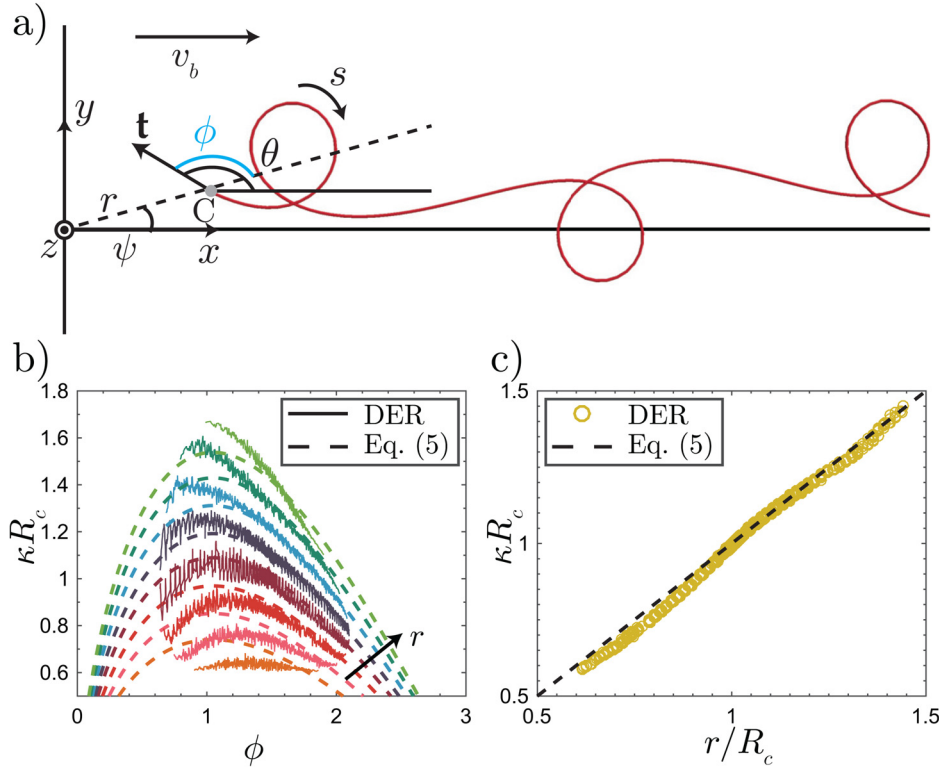 a)
v_b
s
y
t
ϕ
θ
r
C
z
ψ
x
b)
c)
1.8
1.6
1.4
1.2
1
0.8
0.6
κR_c
DER
Eq. (5)
r
0
1
2
3
ϕ
1.5
1
0.5
κR_c
DER
Eq. (5)
0.5
1
1.5
r/R_c